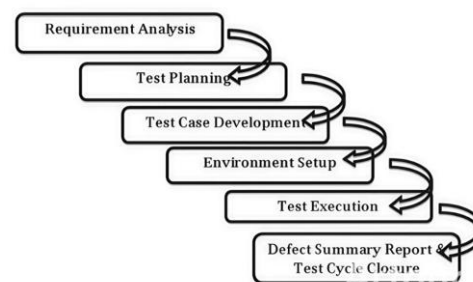 Requirement Analysis
Test Planning
Test Case Development
Environment Setup
Test Execution
Defect Summary Report &
Test Cycle Closure